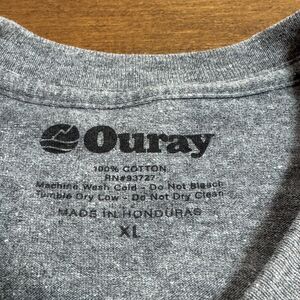 Ouray
100% COTTON
RN#93727
Machine Wash Cold - Do Not Bleach
Tumble Dry Low - Do Not Dry Clean
MADE IN HONDURAS
XL